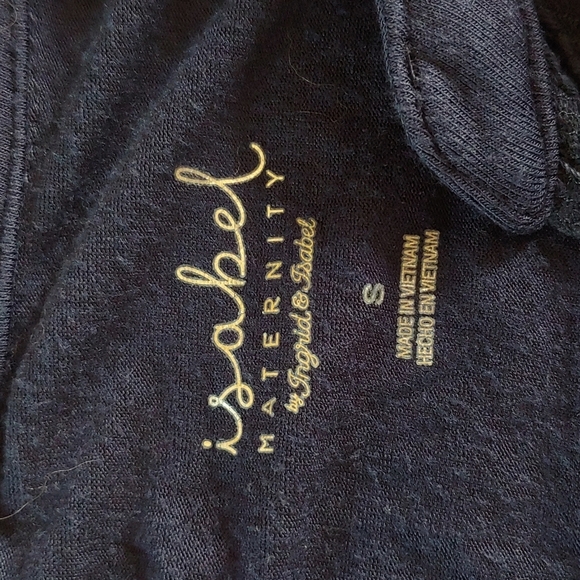 isabel
MATERNITY
by Ingrid & Isabel
S
MADE IN VIETNAM
HECHO EN VIETNAM